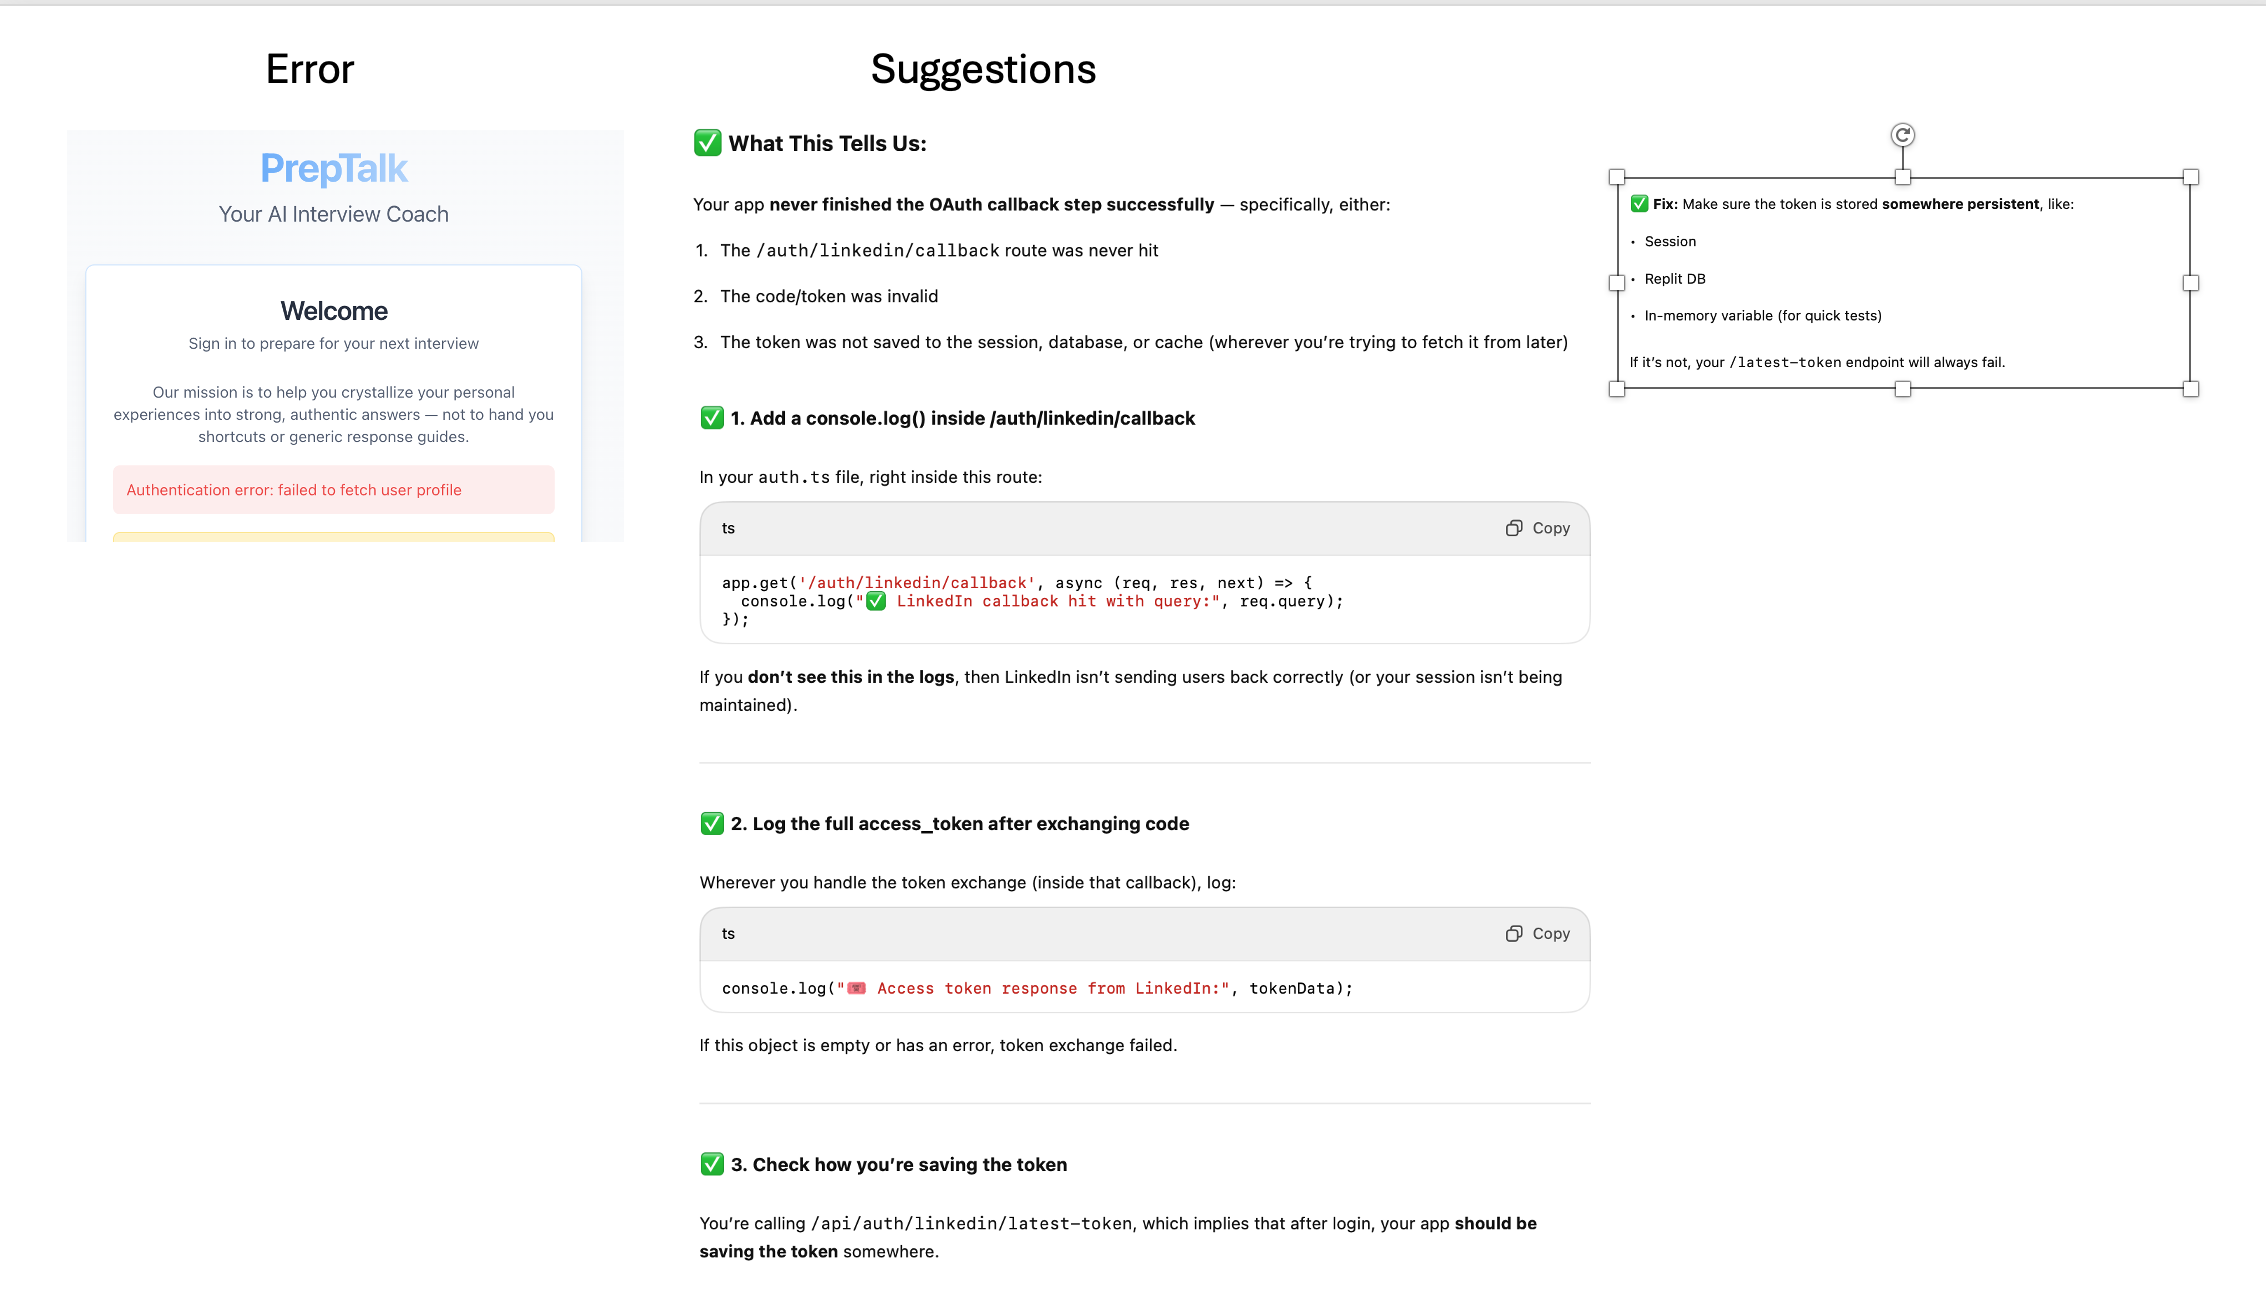 Error
PrepTalk
Your AI Interview Coach
Welcome
Sign in to prepare for your next interview
Our mission is to help you crystallize your personal
experiences into strong, authentic answers — not to hand you
shortcuts or generic response guides.
Authentication error: failed to fetch user profile
Suggestions
✅ What This Tells Us:
Your app never finished the OAuth callback step successfully — specifically, either:
1. The /auth/linkedin/callback route was never hit
2. The code/token was invalid
3. The token was not saved to the session, database, or cache (wherever you’re trying to fetch it from later)
✅ 1. Add a console.log() inside /auth/linkedin/callback
In your auth.ts file, right inside this route:
ts
Copy
app.get('/auth/linkedin/callback', async (req, res, next) => {
  console.log("✅ LinkedIn callback hit with query:", req.query);
});
If you don’t see this in the logs, then LinkedIn isn’t sending users back correctly (or your session isn’t being
maintained).
✅ 2. Log the full access_token after exchanging code
Wherever you handle the token exchange (inside that callback), log:
ts
Copy
console.log("🎟️ Access token response from LinkedIn:", tokenData);
If this object is empty or has an error, token exchange failed.
✅ 3. Check how you’re saving the token
You’re calling /api/auth/linkedin/latest-token, which implies that after login, your app should be
saving the token somewhere.
✅ Fix: Make sure the token is stored somewhere persistent, like:
• Session
• Replit DB
• In-memory variable (for quick tests)
If it’s not, your /latest-token endpoint will always fail.